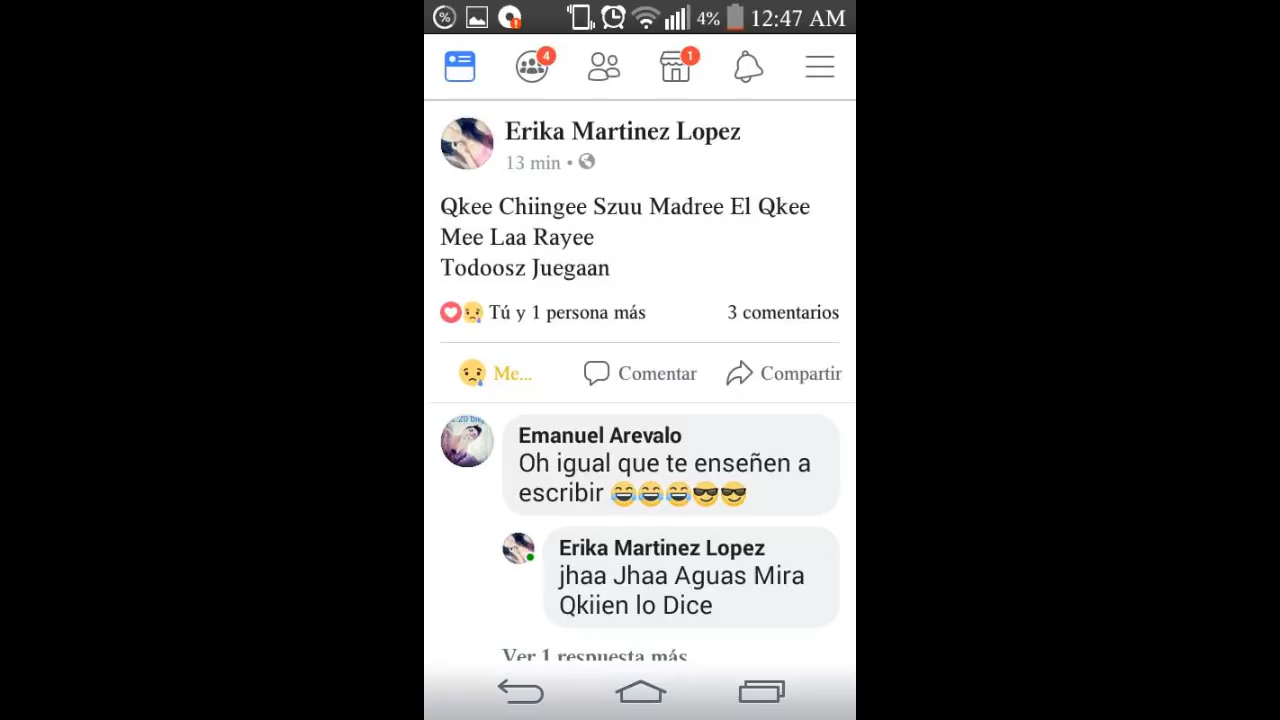 4% 12:47 AM
4
1
Erika Martinez Lopez
13 min •
Qkee Chiingee Szuu Madree El Qkee
Mee Laa Rayee
Todoosz Juegaan
Tú y 1 persona más 3 comentarios
Me... Comentar Compartir
Emanuel Arevalo
Oh igual que te enseñen a
escribir 😂😂😂😎😎
Erika Martinez Lopez
jhaa Jhaa Aguas Mira
Qkiien lo Dice
Ver 1 respuesta más